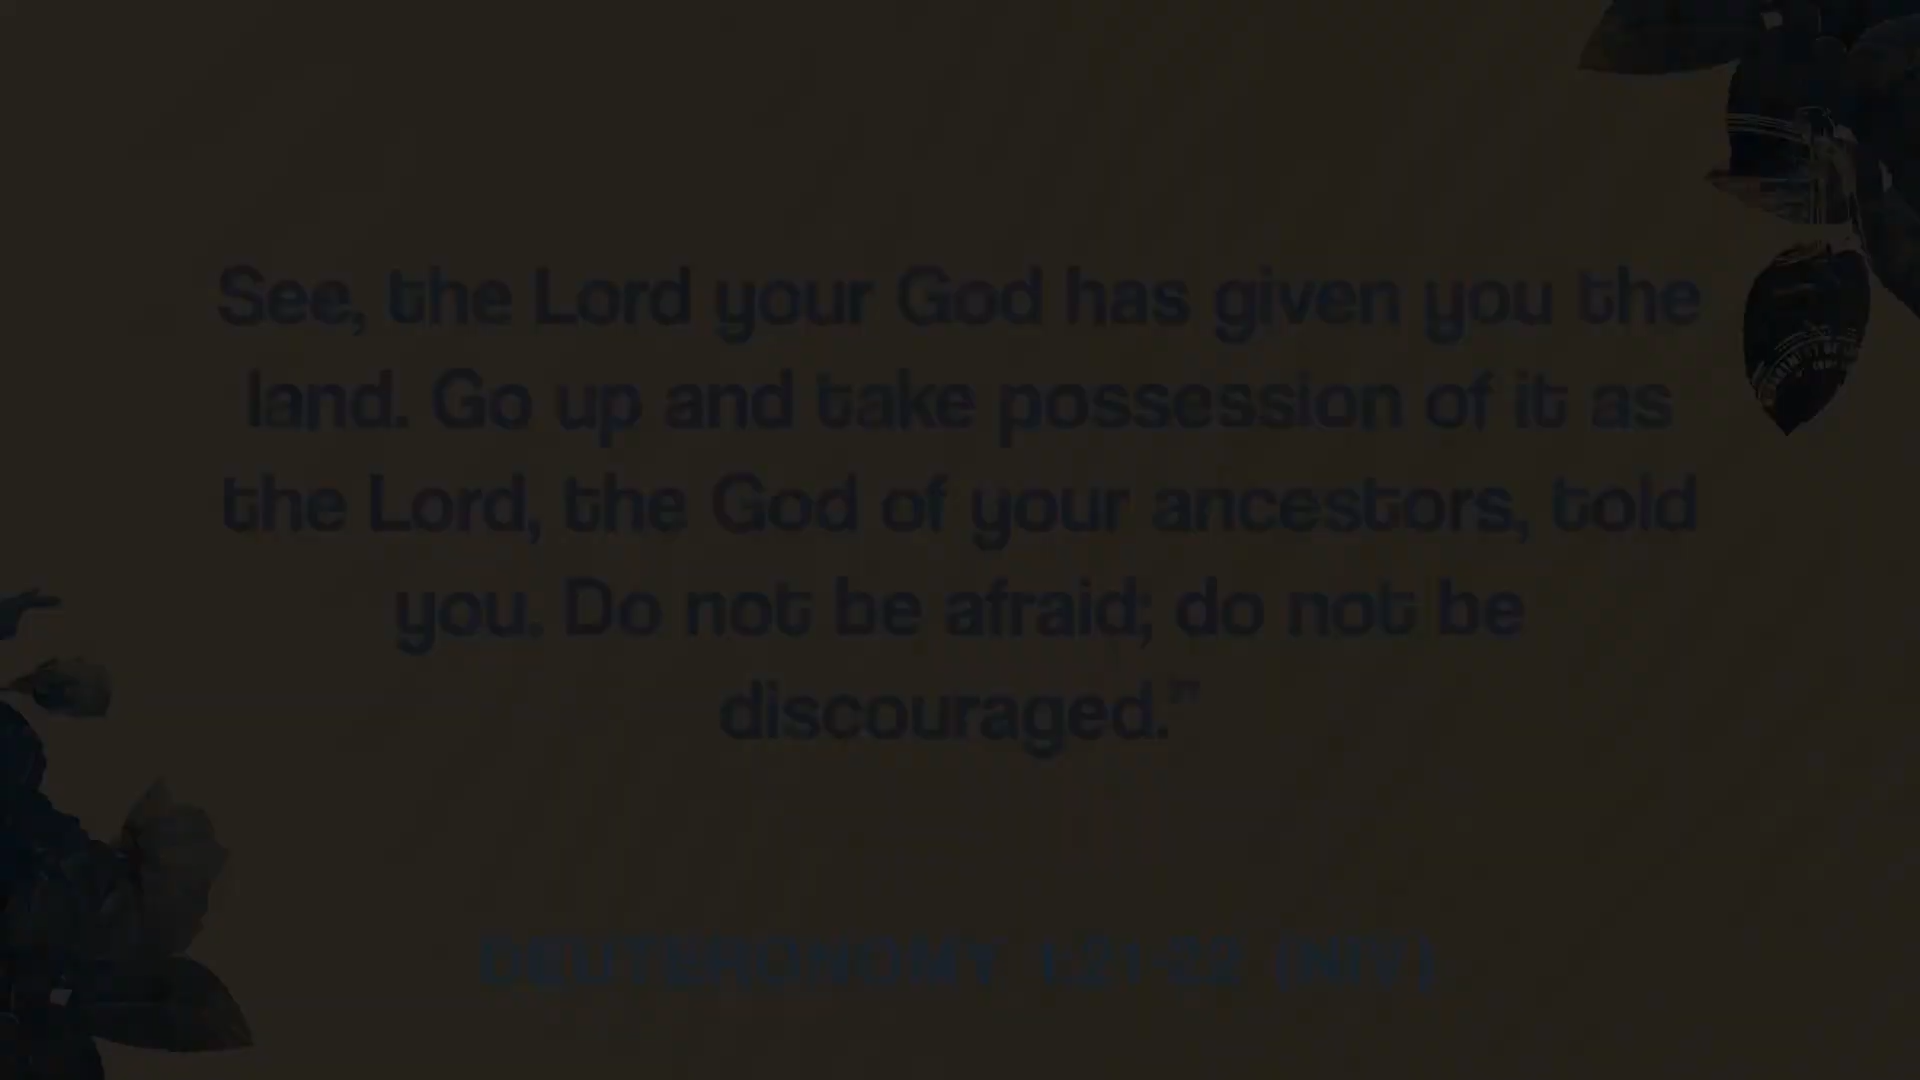 See, the Lord your God has given you the
land. Go up and take possession of it as
the Lord, the God of your ancestors, told
you. Do not be afraid; do not be
discouraged.”
DEUTERONOMY 1:21-22 (NIV)